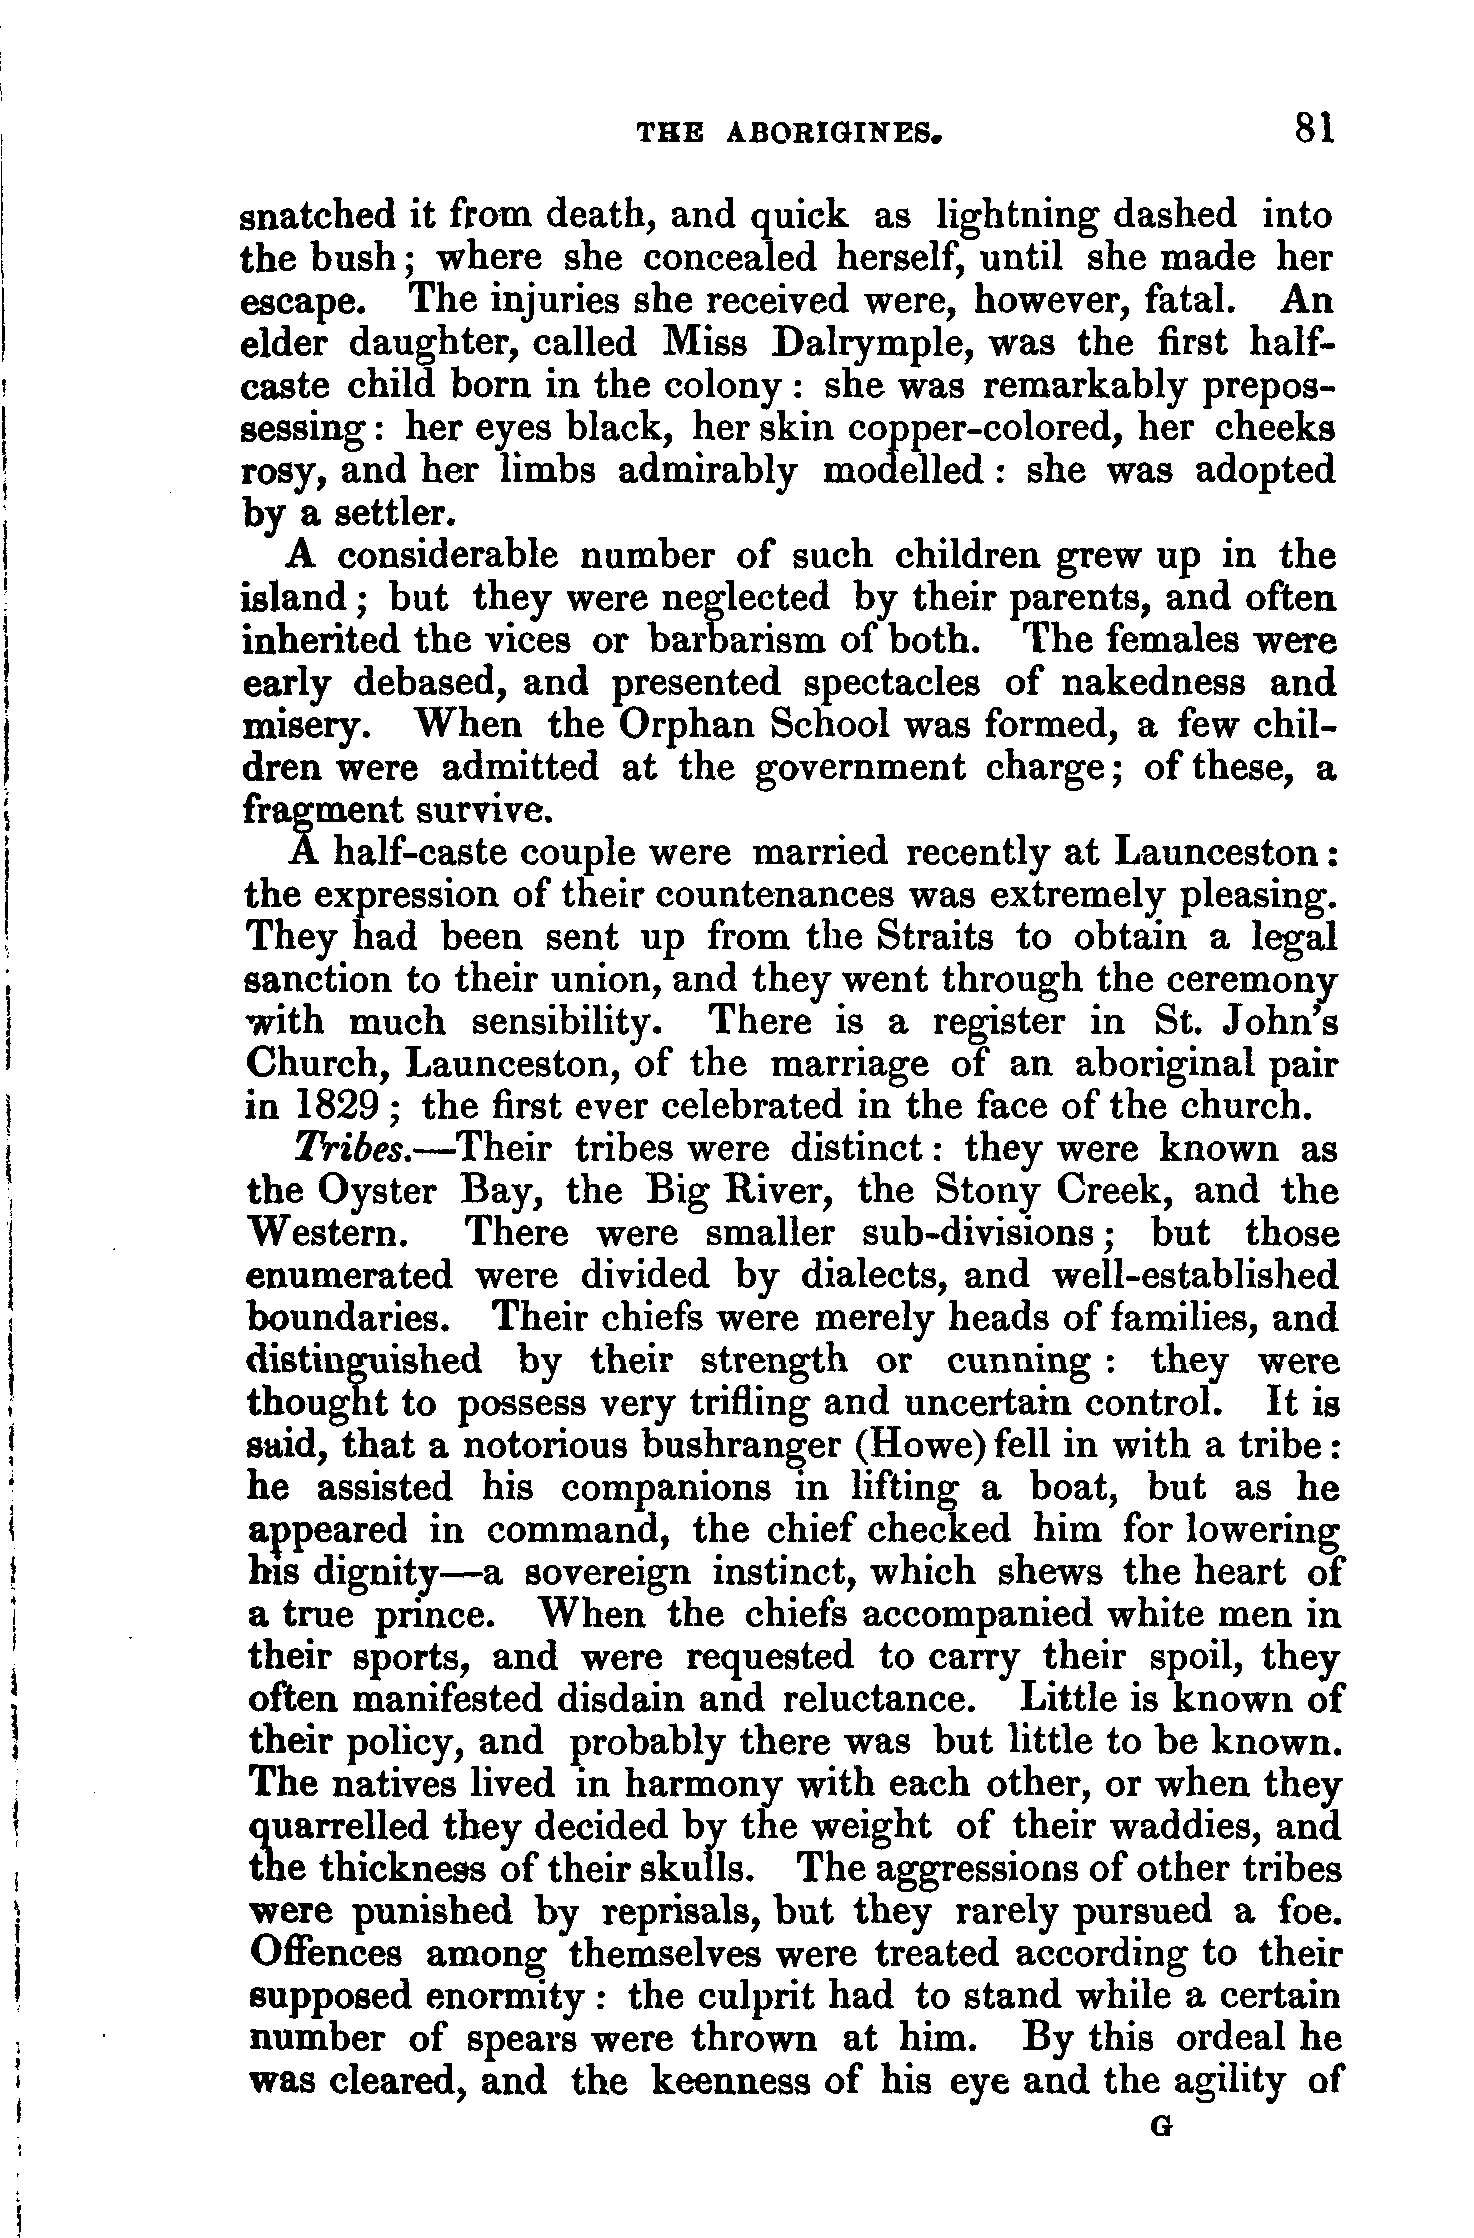 THE ABORIGINES. 81
snatched it from death, and quick as lightning dashed into
the bush; where she concealed herself, until she made her
escape. The injuries she received were, however, fatal. An
elder daughter, called Miss Dalrymple, was the first half-
caste child born in the colony: she was remarkably prepos-
sessing: her eyes black, her skin copper-colored, her cheeks
rosy, and her limbs admirably modelled: she was adopted
by a settler.
A considerable number of such children grew up in the
island; but they were neglected by their parents, and often
inherited the vices or barbarism of both. The females were
early debased, and presented spectacles of nakedness and
misery. When the Orphan School was formed, a few chil-
dren were admitted at the government charge; of these, a
fragment survive.
A half-caste couple were married recently at Launceston:
the expression of their countenances was extremely pleasing.
They had been sent up from the Straits to obtain a legal
sanction to their union, and they went through the ceremony
with much sensibility. There is a register in St. John's
Church, Launceston, of the marriage of an aboriginal pair
in 1829; the first ever celebrated in the face of the church.
Tribes.—Their tribes were distinct: they were known as
the Oyster Bay, the Big River, the Stony Creek, and the
Western. There were smaller sub-divisions; but those
enumerated were divided by dialects, and well-established
boundaries. Their chiefs were merely heads of families, and
distinguished by their strength or cunning: they were
thought to possess very trifling and uncertain control. It is
said, that a notorious bushranger (Howe) fell in with a tribe:
he assisted his companions in lifting a boat, but as he
appeared in command, the chief checked him for lowering
his dignity—a sovereign instinct, which shews the heart of
a true prince. When the chiefs accompanied white men in
their sports, and were requested to carry their spoil, they
often manifested disdain and reluctance. Little is known of
their policy, and probably there was but little to be known.
The natives lived in harmony with each other, or when they
quarrelled they decided by the weight of their waddies, and
the thickness of their skulls. The aggressions of other tribes
were punished by reprisals, but they rarely pursued a foe.
Offences among themselves were treated according to their
supposed enormity: the culprit had to stand while a certain
number of spears were thrown at him. By this ordeal he
was cleared, and the keenness of his eye and the agility of
G